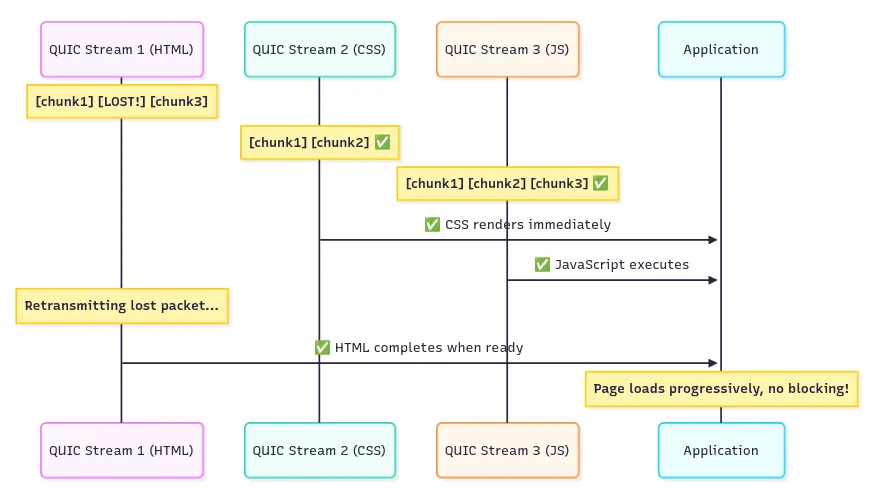 QUIC Stream 1 (HTML)
QUIC Stream 2 (CSS)
QUIC Stream 3 (JS)
Application
[chunk1] [LOST!] [chunk3]
[chunk1] [chunk2] ✅
[chunk1] [chunk2] [chunk3] ✅
✅ CSS renders immediately
✅ JavaScript executes
Retransmitting lost packet...
✅ HTML completes when ready
Page loads progressively, no blocking!
QUIC Stream 1 (HTML)
QUIC Stream 2 (CSS)
QUIC Stream 3 (JS)
Application